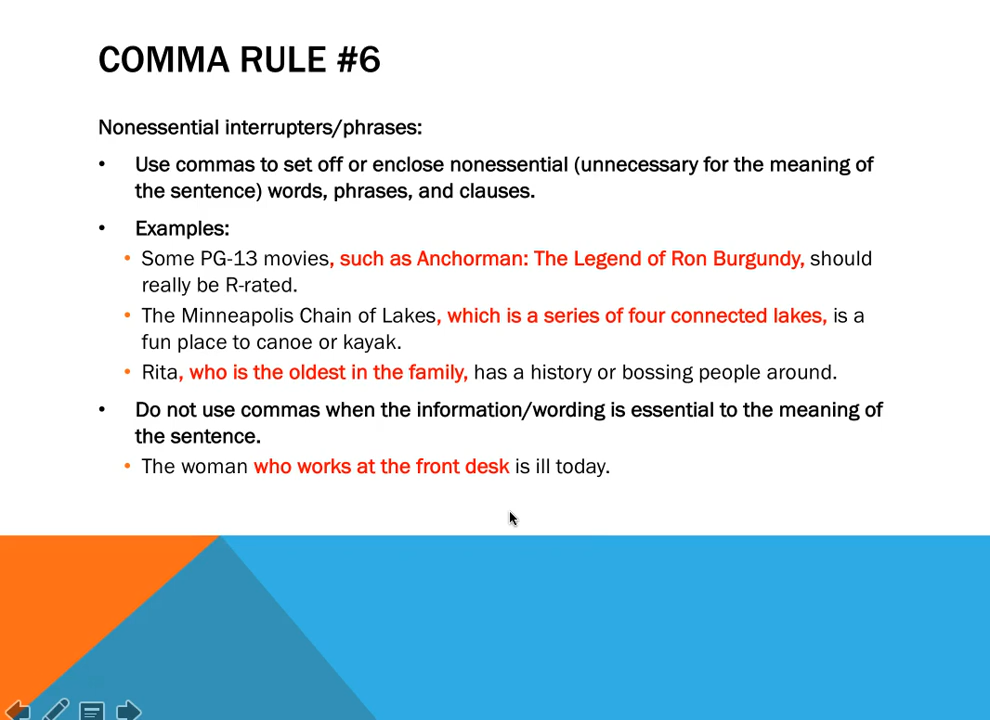 COMMA RULE #6
Nonessential interrupters/phrases:
• Use commas to set off or enclose nonessential (unnecessary for the meaning of
the sentence) words, phrases, and clauses.
• Examples:
• Some PG-13 movies, such as Anchorman: The Legend of Ron Burgundy, should
really be R-rated.
• The Minneapolis Chain of Lakes, which is a series of four connected lakes, is a
fun place to canoe or kayak.
• Rita, who is the oldest in the family, has a history or bossing people around.
• Do not use commas when the information/wording is essential to the meaning of
the sentence.
• The woman who works at the front desk is ill today.